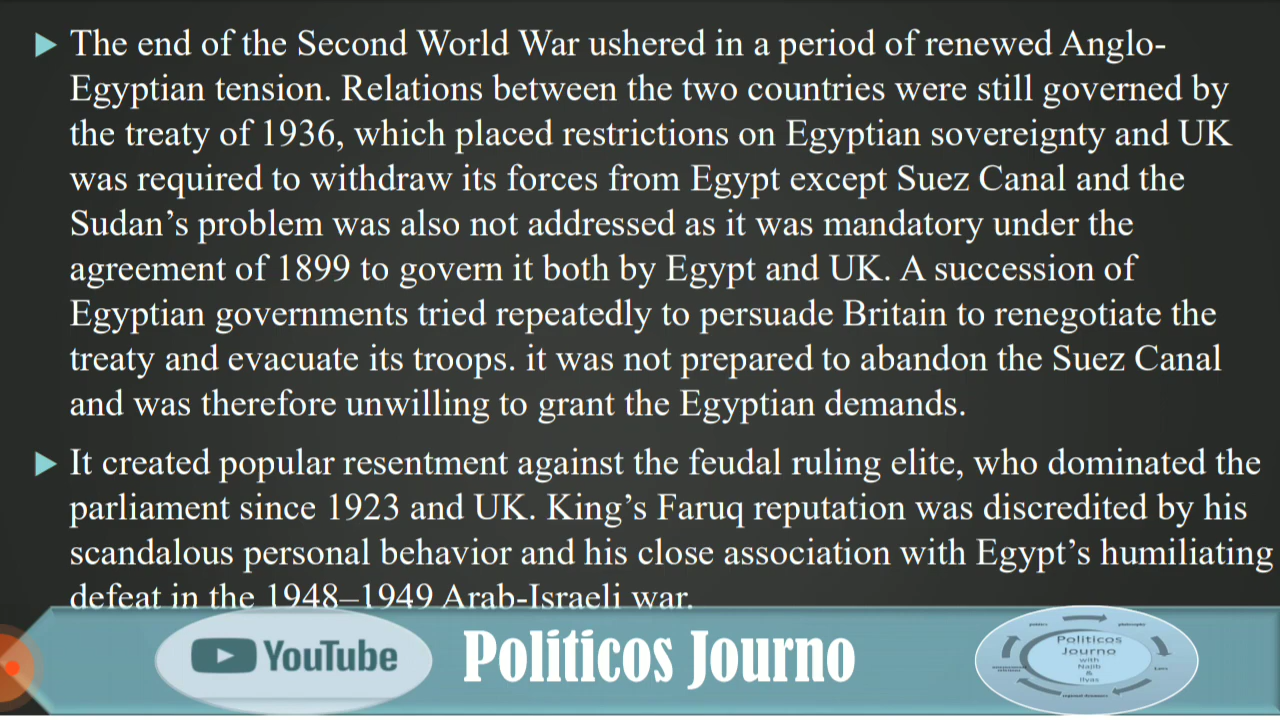 The end of the Second World War ushered in a period of renewed Anglo-
Egyptian tension. Relations between the two countries were still governed by
the treaty of 1936, which placed restrictions on Egyptian sovereignty and UK
was required to withdraw its forces from Egypt except Suez Canal and the
Sudan’s problem was also not addressed as it was mandatory under the
agreement of 1899 to govern it both by Egypt and UK. A succession of
Egyptian governments tried repeatedly to persuade Britain to renegotiate the
treaty and evacuate its troops. it was not prepared to abandon the Suez Canal
and was therefore unwilling to grant the Egyptian demands.
It created popular resentment against the feudal ruling elite, who dominated the
parliament since 1923 and UK. King’s Faruq reputation was discredited by his
scandalous personal behavior and his close association with Egypt’s humiliating
defeat in the 1948–1949 Arab-Israeli war.
YouTube
Politicos Journo
politics
philosophy
Politicos
Journo
with
Najib
&
Ilyas